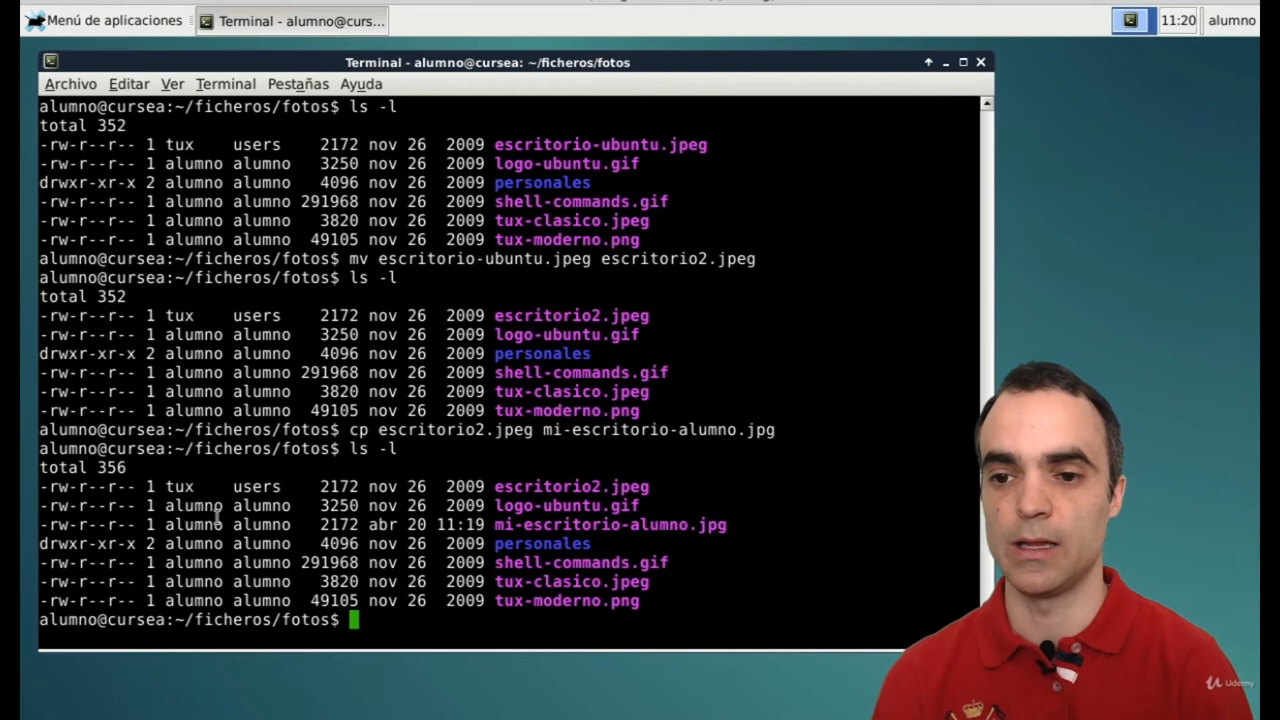 Menú de aplicaciones
Terminal - alumno@curs...
11:20
alumno
Terminal - alumno@cursea: ~/ficheros/fotos
Archivo Editar Ver Terminal Pestañas Ayuda
alumno@cursea:~/ficheros/fotos$ ls -l
total 352
-rw-r--r-- 1 tux    users    2172 nov 26  2009 escritorio-ubuntu.jpeg
-rw-r--r-- 1 alumno alumno   3250 nov 26  2009 logo-ubuntu.gif
drwxr-xr-x 2 alumno alumno   4096 nov 26  2009 personales
-rw-r--r-- 1 alumno alumno 291968 nov 26  2009 shell-commands.gif
-rw-r--r-- 1 alumno alumno   3820 nov 26  2009 tux-clasico.jpeg
-rw-r--r-- 1 alumno alumno  49105 nov 26  2009 tux-moderno.png
alumno@cursea:~/ficheros/fotos$ mv escritorio-ubuntu.jpeg escritorio2.jpeg
alumno@cursea:~/ficheros/fotos$ ls -l
total 352
-rw-r--r-- 1 tux    users    2172 nov 26  2009 escritorio2.jpeg
-rw-r--r-- 1 alumno alumno   3250 nov 26  2009 logo-ubuntu.gif
drwxr-xr-x 2 alumno alumno   4096 nov 26  2009 personales
-rw-r--r-- 1 alumno alumno 291968 nov 26  2009 shell-commands.gif
-rw-r--r-- 1 alumno alumno   3820 nov 26  2009 tux-clasico.jpeg
-rw-r--r-- 1 alumno alumno  49105 nov 26  2009 tux-moderno.png
alumno@cursea:~/ficheros/fotos$ cp escritorio2.jpeg mi-escritorio-alumno.jpg
alumno@cursea:~/ficheros/fotos$ ls -l
total 356
-rw-r--r-- 1 tux    users    2172 nov 26  2009 escritorio2.jpeg
-rw-r--r-- 1 alumno alumno   3250 nov 26  2009 logo-ubuntu.gif
-rw-r--r-- 1 alumno alumno   2172 abr 20 11:19 mi-escritorio-alumno.jpg
drwxr-xr-x 2 alumno alumno   4096 nov 26  2009 personales
-rw-r--r-- 1 alumno alumno 291968 nov 26  2009 shell-commands.gif
-rw-r--r-- 1 alumno alumno   3820 nov 26  2009 tux-clasico.jpeg
-rw-r--r-- 1 alumno alumno  49105 nov 26  2009 tux-moderno.png
alumno@cursea:~/ficheros/fotos$
Udemy